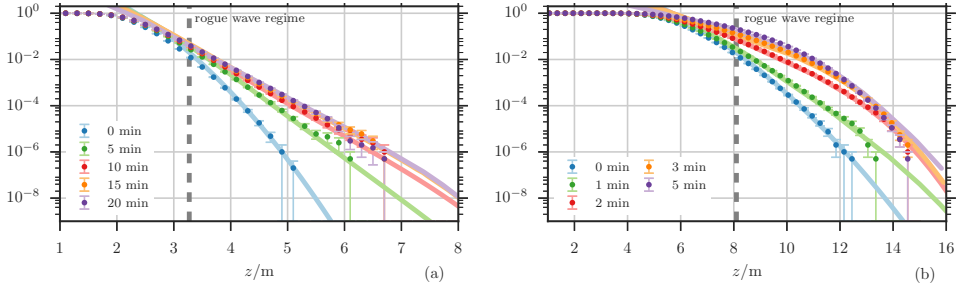 rogue wave regime
10^0
10^{-2}
10^{-4}
10^{-6}
10^{-8}
0 min
5 min
10 min
15 min
20 min
1 2 3 4 5 6 7 8
z/m
(a)
rogue wave regime
10^0
10^{-2}
10^{-4}
10^{-6}
10^{-8}
0 min
1 min
2 min
3 min
5 min
2 4 6 8 10 12 14 16
z/m
(b)